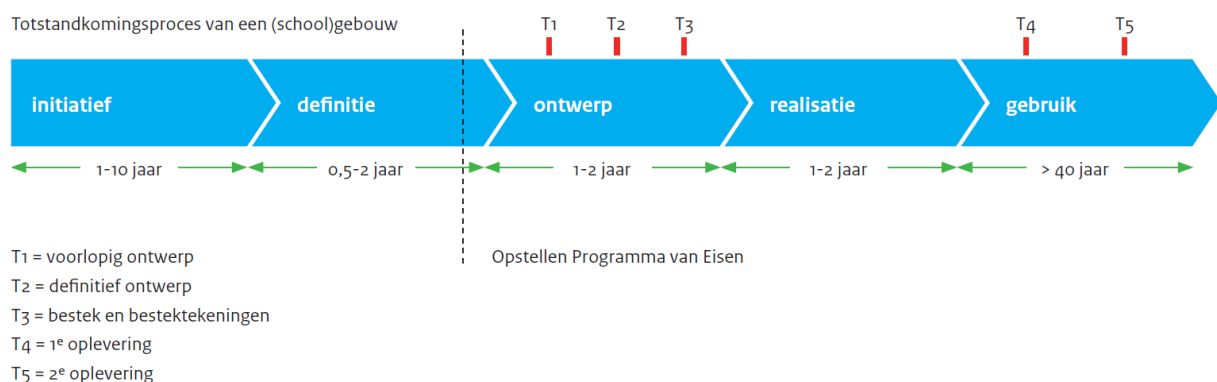 Totstandkomingsproces van een (school)gebouw
T1 T2 T3 T4 T5
initiatief definitie ontwerp realisatie gebruik
1-10 jaar 0,5-2 jaar 1-2 jaar 1-2 jaar > 40 jaar
T1 = voorlopig ontwerp
Opstellen Programma van Eisen
T2 = definitief ontwerp
T3 = bestek en bestektekeningen
T4 = 1e oplevering
T5 = 2e oplevering